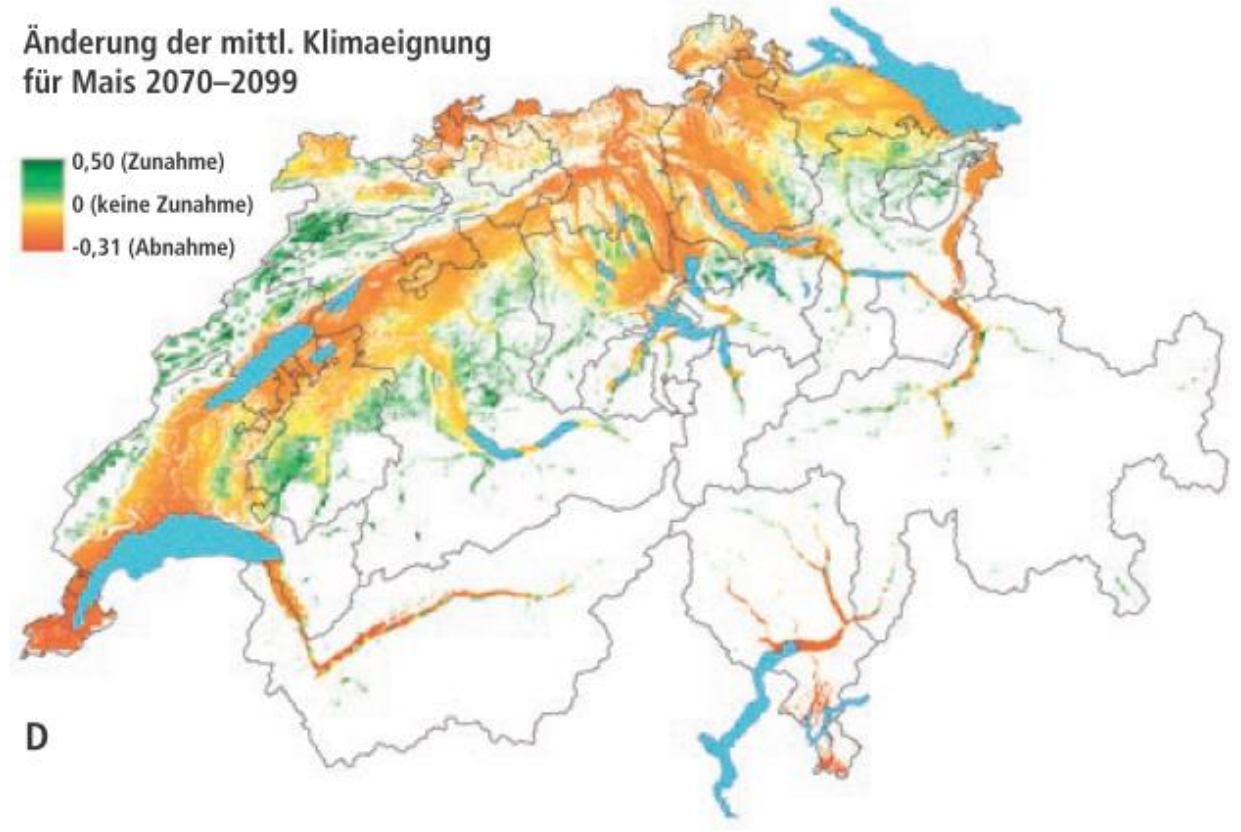 Änderung der mittl. Klimaeignung
für Mais 2070–2099
0,50 (Zunahme)
0 (keine Zunahme)
-0,31 (Abnahme)
D